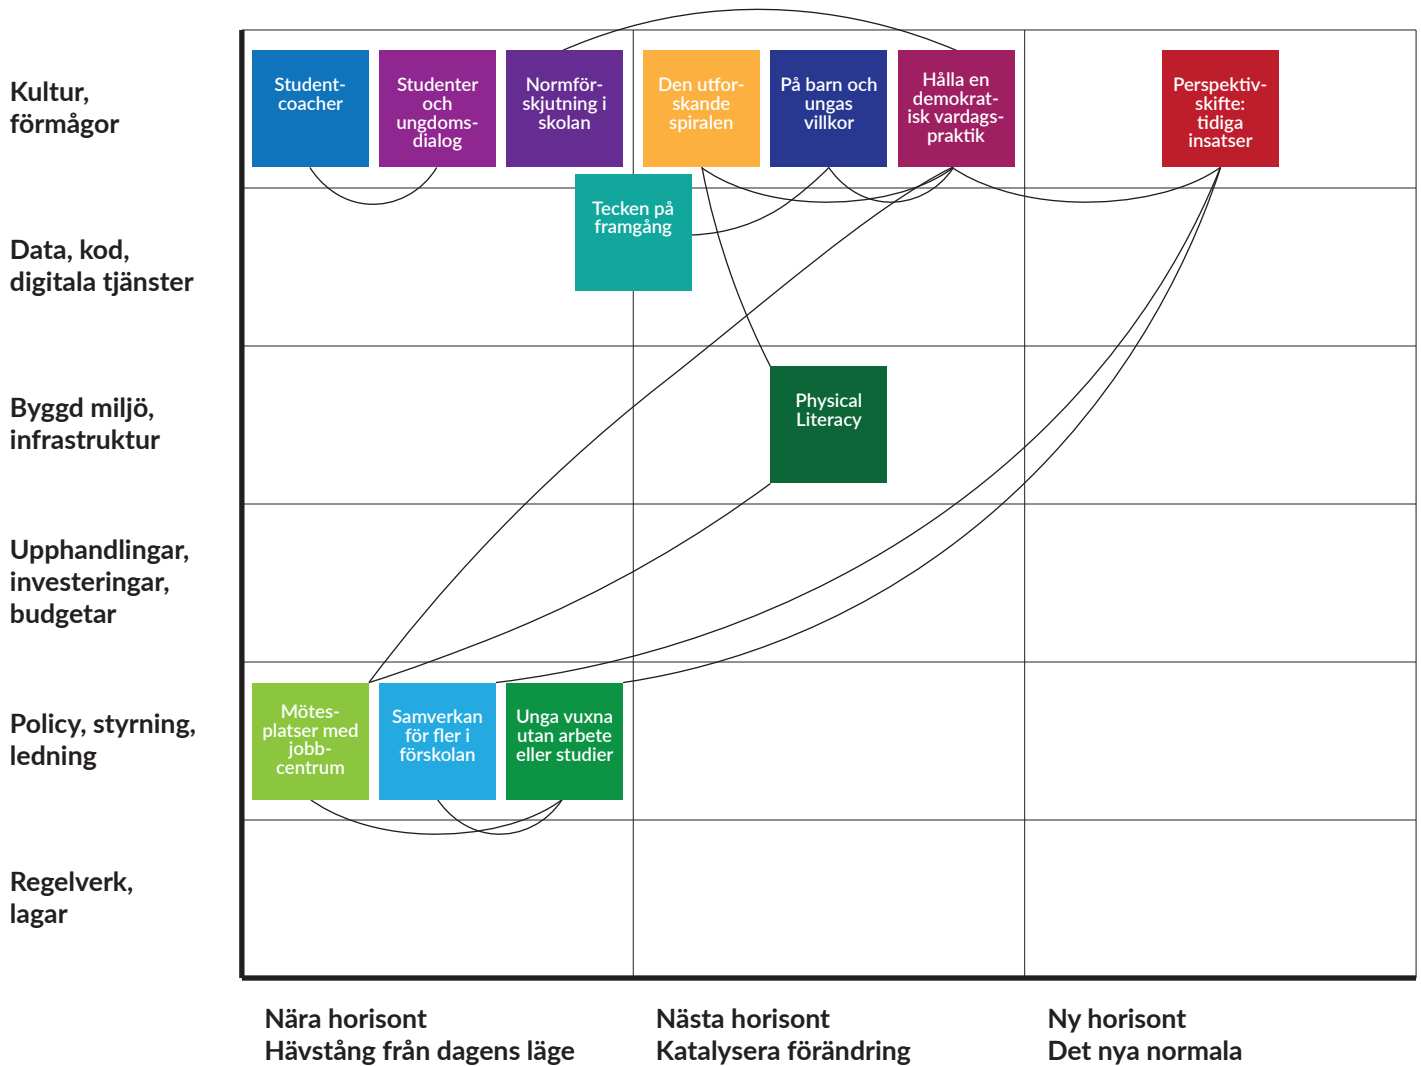 Kultur,
förmågor
Student-
coacher
Studenter
och
ungdoms-
dialog
Normför-
skjutning i
skolan
Den utfor-
skande
spiralen
På barn och
ungas
villkor
Hålla en
demokrat-
isk vardags-
praktik
Perspektiv-
skifte:
tidiga
insatser
Data, kod,
digitala tjänster
Tecken på
framgång
Byggd miljö,
infrastruktur
Physical
Literacy
Upphandlingar,
investeringar,
budgetar
Policy, styrning,
ledning
Mötes-
platser med
jobb-
centrum
Samverkan
för fler i
förskolan
Unga vuxna
utan arbete
eller studier
Regelverk,
lagar
Nära horisont
Hävstång från dagens läge
Nästa horisont
Katalysera förändring
Ny horisont
Det nya normala